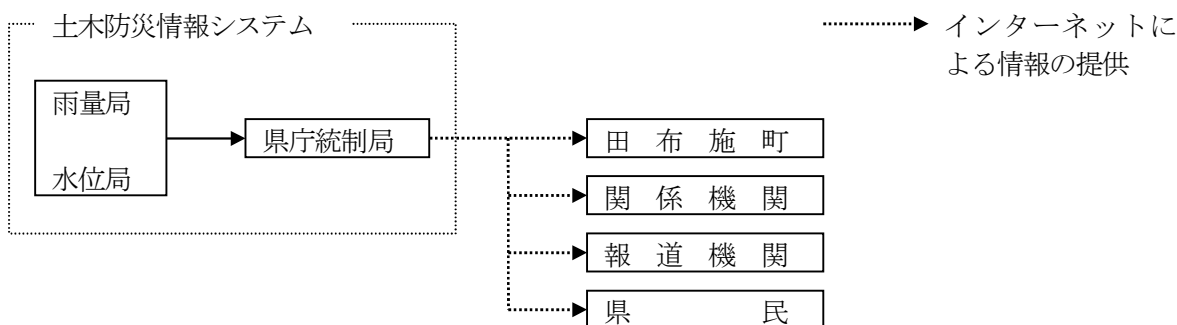 土木防災情報システム
インターネットに
よる情報の提供
雨量局
水位局
県庁統制局
田布施町
関係機関
報道機関
県民